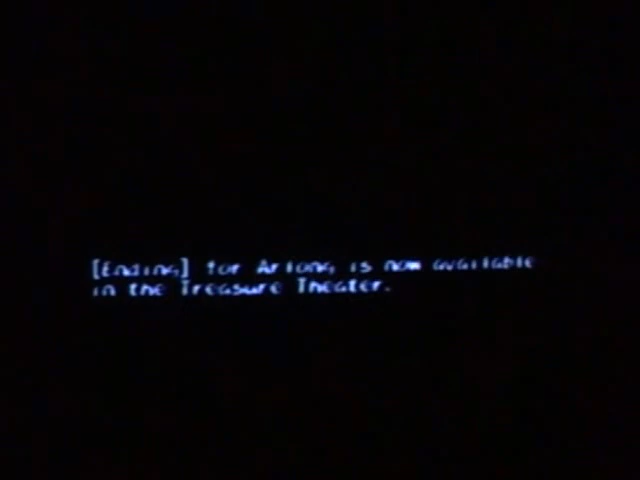 [Ending] for Arlong is now available
in the Treasure Theater.